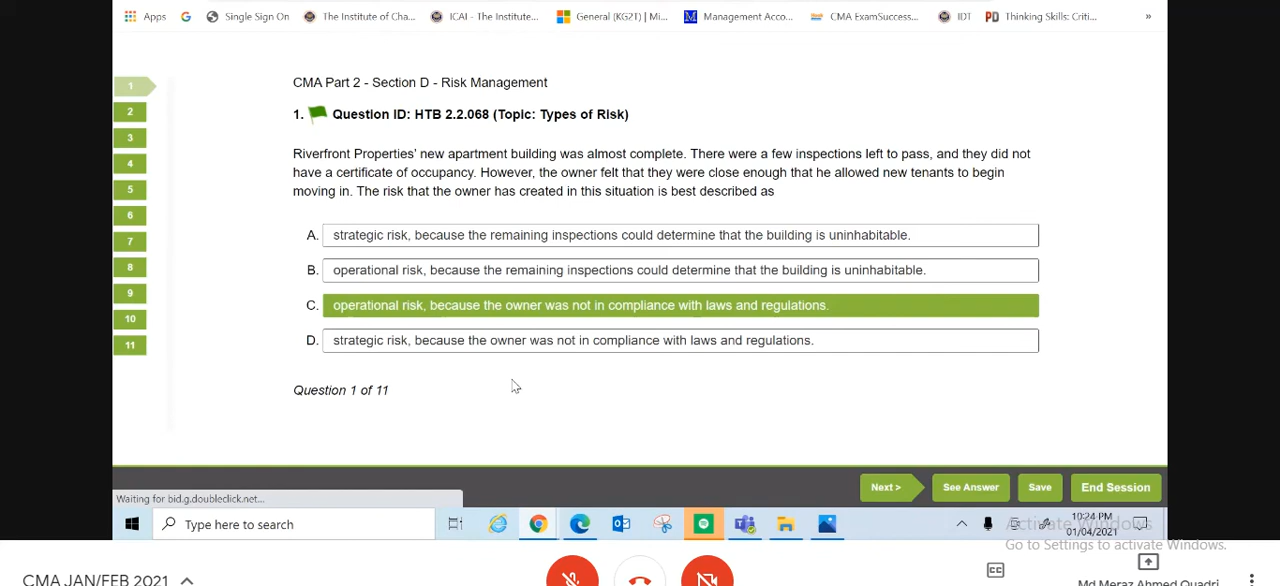 Apps Single Sign On The Institute of Cha... ICAI - The Institute... General (KG2T) | Mi... Management Acco... CMA ExamSuccess... IDT Thinking Skills: Criti... »
CMA Part 2 - Section D - Risk Management
1. Question ID: HTB 2.2.068 (Topic: Types of Risk)
Riverfront Properties' new apartment building was almost complete. There were a few inspections left to pass, and they did not
have a certificate of occupancy. However, the owner felt that they were close enough that he allowed new tenants to begin
moving in. The risk that the owner has created in this situation is best described as
A. strategic risk, because the remaining inspections could determine that the building is uninhabitable.
B. operational risk, because the remaining inspections could determine that the building is uninhabitable.
C. operational risk, because the owner was not in compliance with laws and regulations.
D. strategic risk, because the owner was not in compliance with laws and regulations.
Question 1 of 11
1
2
3
4
5
6
7
8
9
10
11
Next > See Answer Save End Session
Waiting for bid.g.doubleclick.net...
Type here to search
10:24 PM
01/04/2021
Activate Windows
Go to Settings to activate Windows.
CMA JAN/FEB 2021
CC
Md Meraz Ahmed Quadri